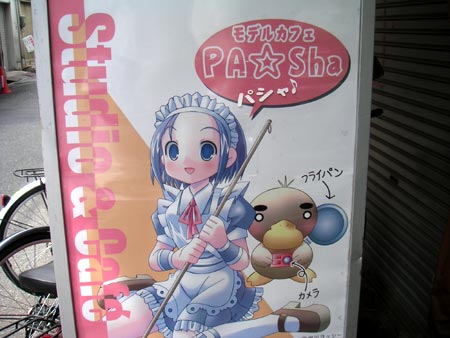 Studio & Cafe
モデルカフェ
PA☆Sha
パシャ♪
フライパン
カメラ